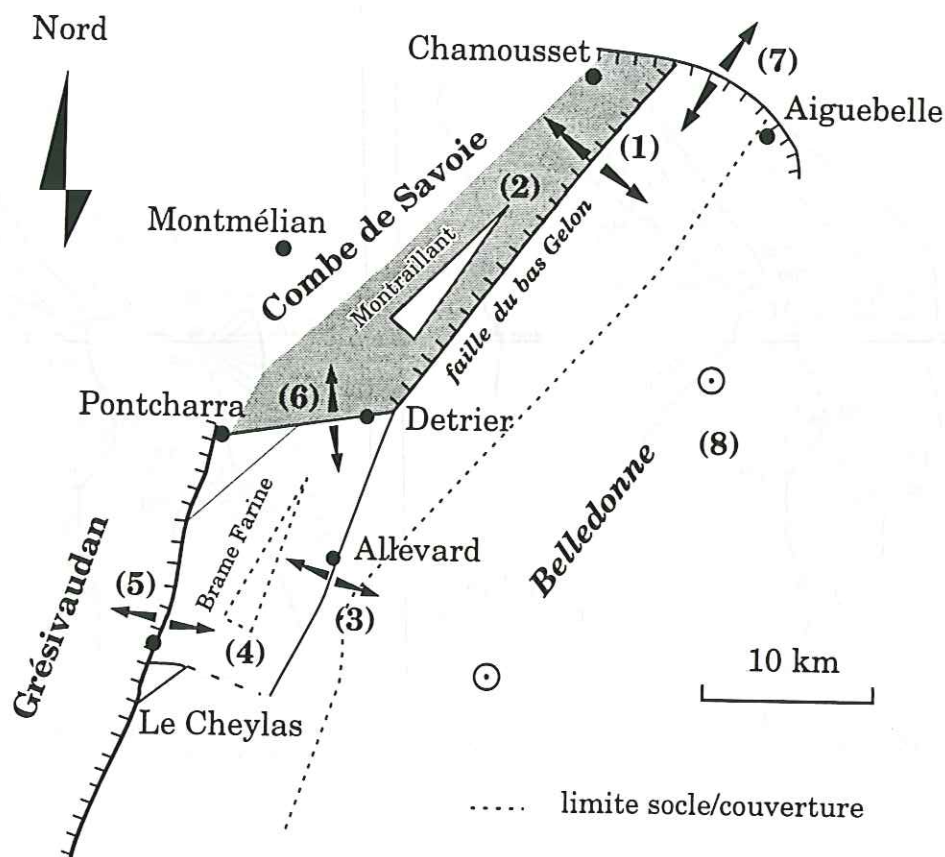 Nord
Chamousset
(7)
Aiguebelle
(1)
Combe de Savoie
(2)
Montmélian
Montraillant
faille du bas Gelon
Pontcharra
(6)
Detrier
(8)
Belledonne
Brame Farine
Allevard
(5)
(3)
(4)
Grésivaudan
10 km
Le Cheylas
limite socle/couverture